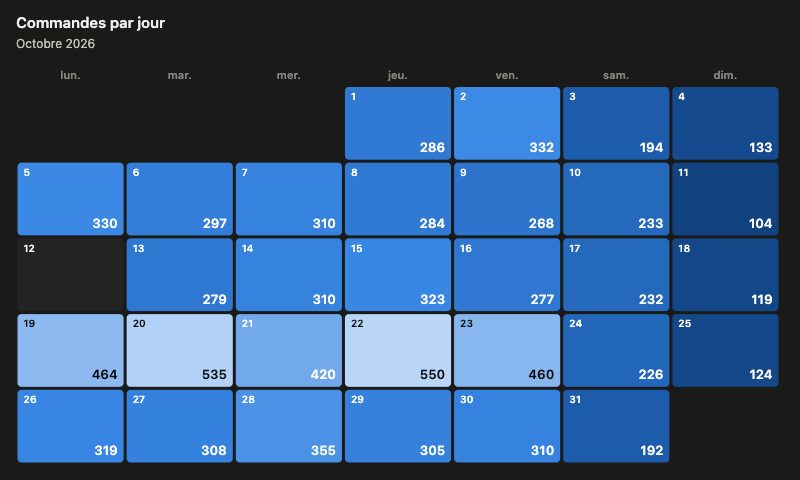 Commandes par jour
Octobre 2026
lun. mar. mer. jeu. ven. sam. dim.
1 2 3 4
286 332 194 133
5 6 7 8 9 10 11
330 297 310 284 268 233 104
12 13 14 15 16 17 18
279 310 323 277 232 119
19 20 21 22 23 24 25
464 535 420 550 460 226 124
26 27 28 29 30 31
319 308 355 305 310 192